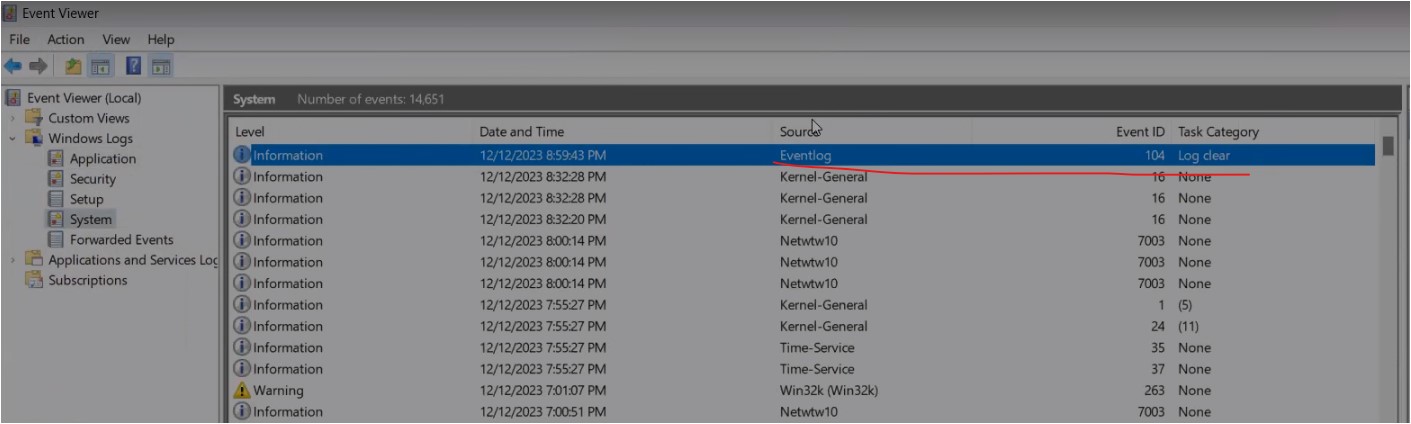 Event Viewer
File Action View Help
Event Viewer (Local)
Custom Views
Windows Logs
Application
Security
Setup
System
Forwarded Events
Applications and Services Log
Subscriptions
System Number of events: 14,651
Level Date and Time Source Event ID Task Category
Information 12/12/2023 8:59:43 PM Eventlog 104 Log clear
Information 12/12/2023 8:32:28 PM Kernel-General 16 None
Information 12/12/2023 8:32:28 PM Kernel-General 16 None
Information 12/12/2023 8:32:20 PM Kernel-General 16 None
Information 12/12/2023 8:00:14 PM Netwtw10 7003 None
Information 12/12/2023 8:00:14 PM Netwtw10 7003 None
Information 12/12/2023 8:00:14 PM Netwtw10 7003 None
Information 12/12/2023 7:55:27 PM Kernel-General 1 (5)
Information 12/12/2023 7:55:27 PM Kernel-General 24 (11)
Information 12/12/2023 7:55:27 PM Time-Service 35 None
Information 12/12/2023 7:55:27 PM Time-Service 37 None
Warning 12/12/2023 7:01:07 PM Win32k (Win32k) 263 None
Information 12/12/2023 7:00:51 PM Netwtw10 7003 None